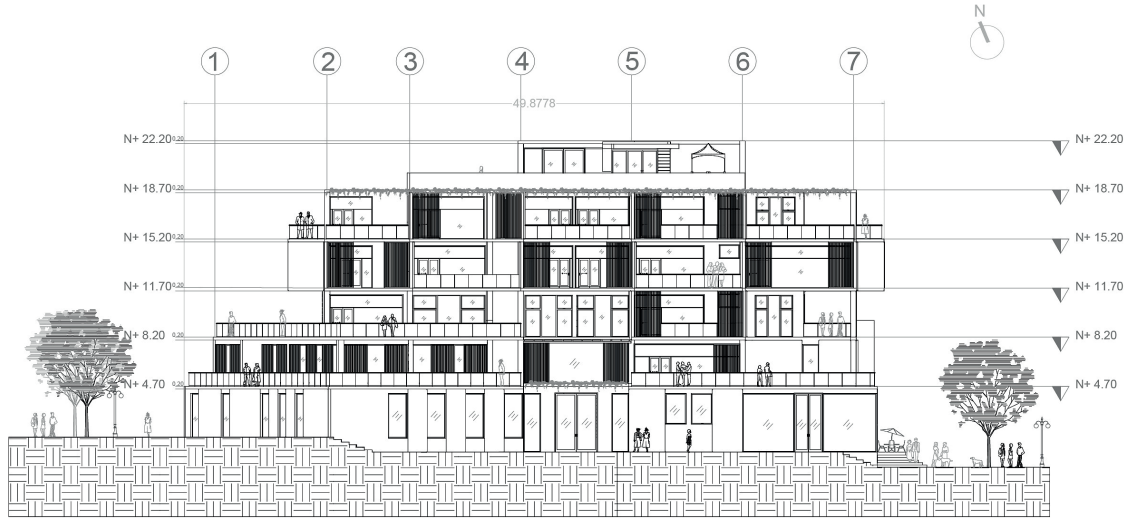 N
1 2 3 4 5 6 7
49.8778
N+ 22.20 0,20 N+ 22.20
N+ 18.70 0,20 N+ 18.70
N+ 15.20 0,20 N+ 15.20
N+ 11.70 0,20 N+ 11.70
N+ 8.20 0,20 N+ 8.20
N+ 4.70 0,20 N+ 4.70